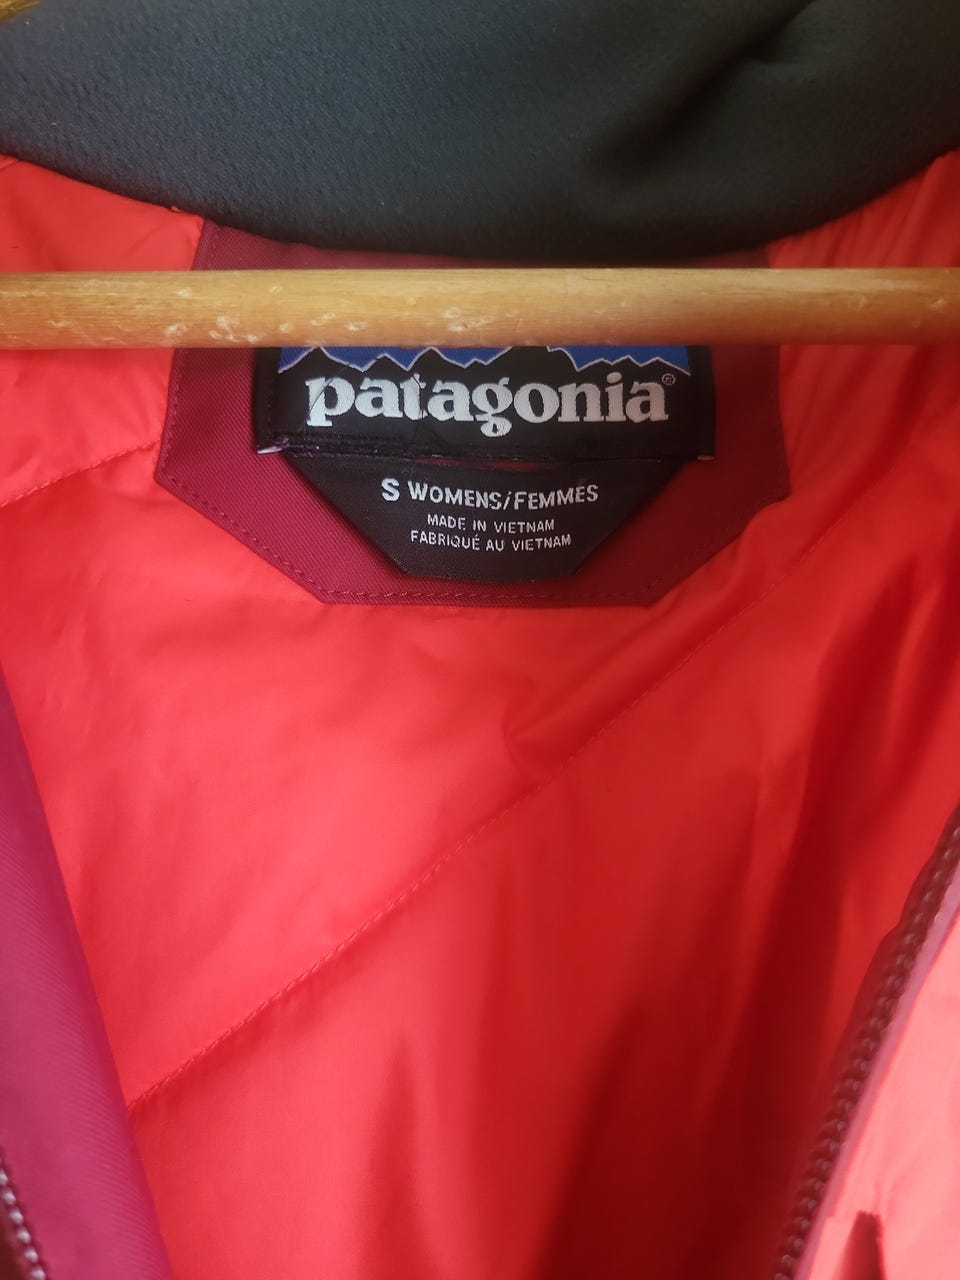 patagonia®
S WOMENS/FEMMES
MADE IN VIETNAM
FABRIQUÉ AU VIETNAM